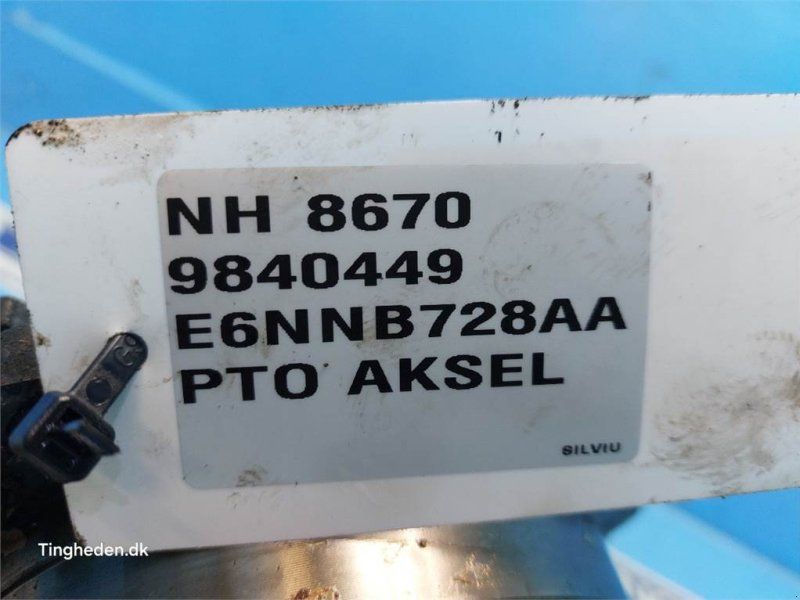 NH 8670
9840449
E6NNB728AA
PTO AKSEL
SILVIU
Tingheden.dk